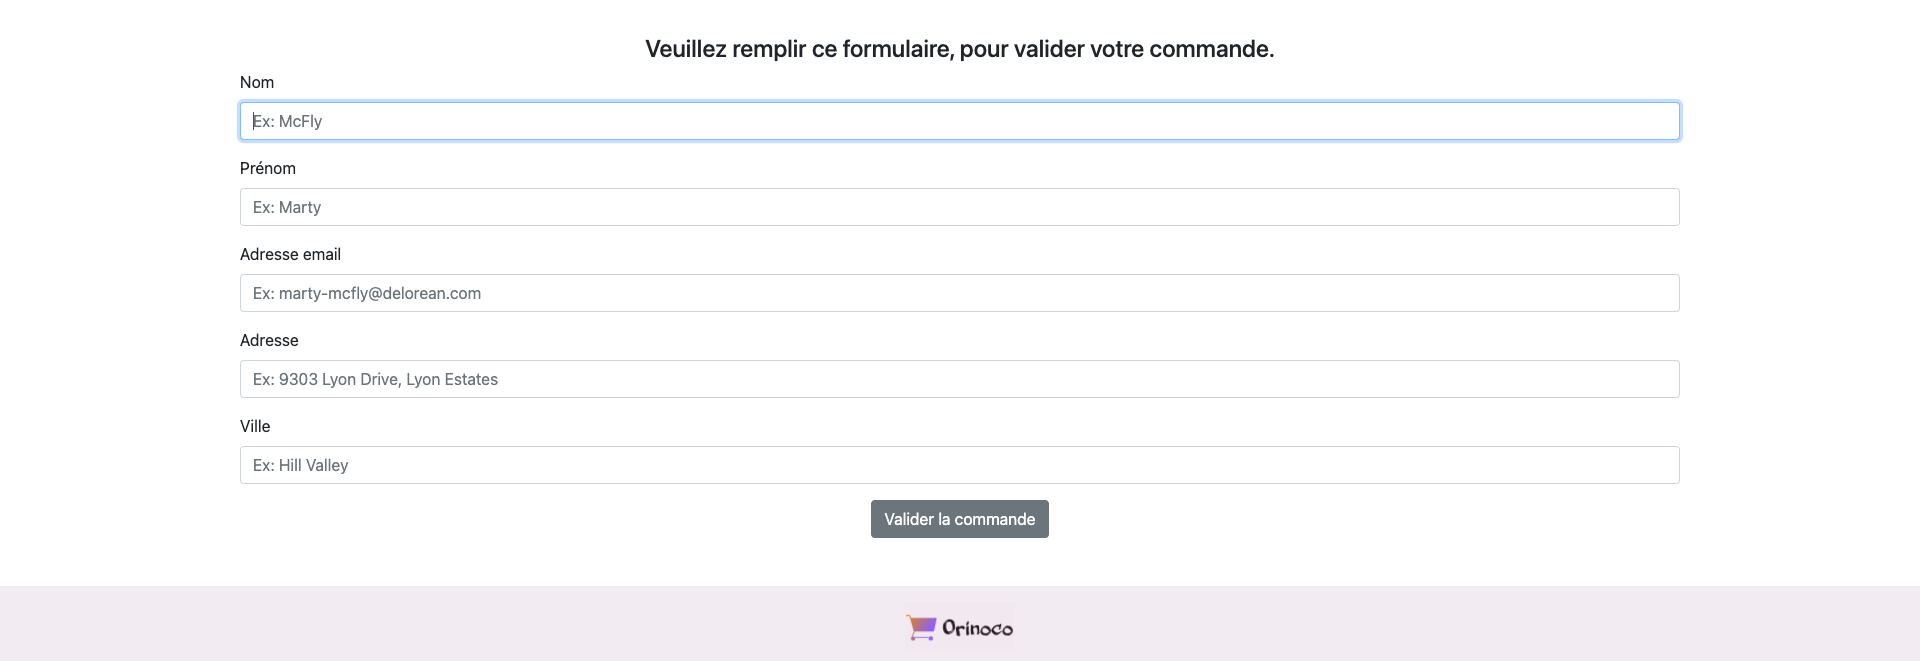 Veuillez remplir ce formulaire, pour valider votre commande.
Nom
Ex: McFly
Prénom
Ex: Marty
Adresse email
Ex: marty-mcfly@delorean.com
Adresse
Ex: 9303 Lyon Drive, Lyon Estates
Ville
Ex: Hill Valley
Valider la commande
Orinoco